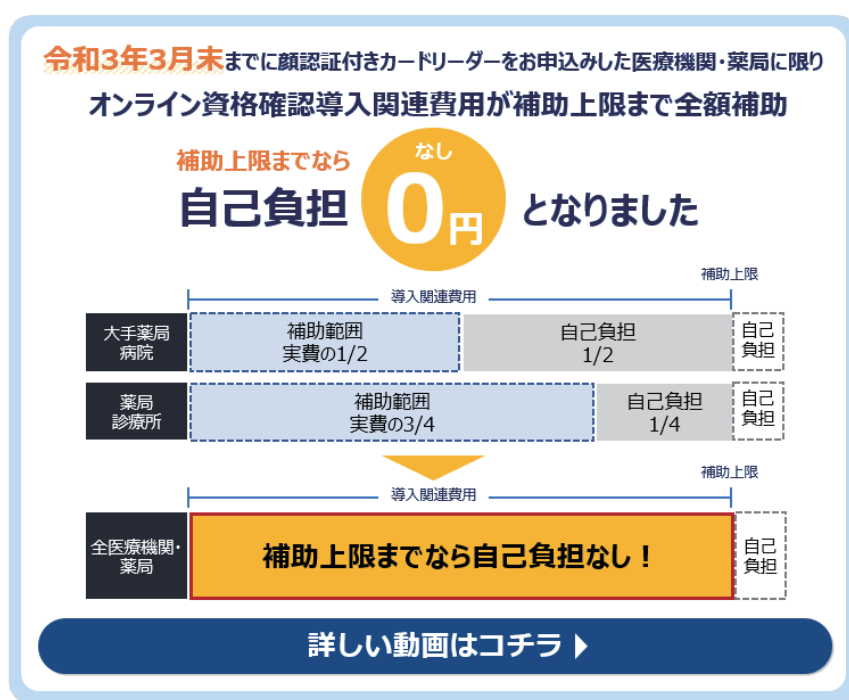 令和3年3月末までに顔認証付きカードリーダーをお申込みした医療機関・薬局に限り
オンライン資格確認導入関連費用が補助上限まで全額補助
補助上限までなら
自己負担
なし
0円
となりました
補助上限
導入関連費用
大手薬局
病院
補助範囲
実費の1/2
自己負担
1/2
自己
負担
薬局
診療所
補助範囲
実費の3/4
自己負担
1/4
自己
負担
補助上限
導入関連費用
全医療機関・
薬局
補助上限までなら自己負担なし！
自己
負担
詳しい動画はコチラ